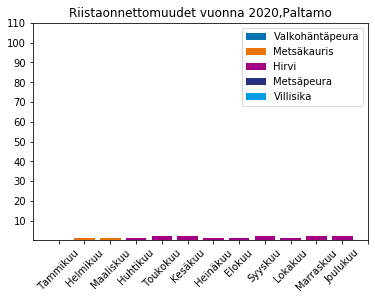 Riistaonnettomuudet vuonna 2020,Paltamo
110
100
90
80
70
60
50
40
30
20
10
Valkohäntäpeura
Metsäkauris
Hirvi
Metsäpeura
Villisika
Tammikuu
Helmikuu
Maaliskuu
Huhtikuu
Toukokuu
Kesäkuu
Heinäkuu
Elokuu
Syyskuu
Lokakuu
Marraskuu
Joulukuu